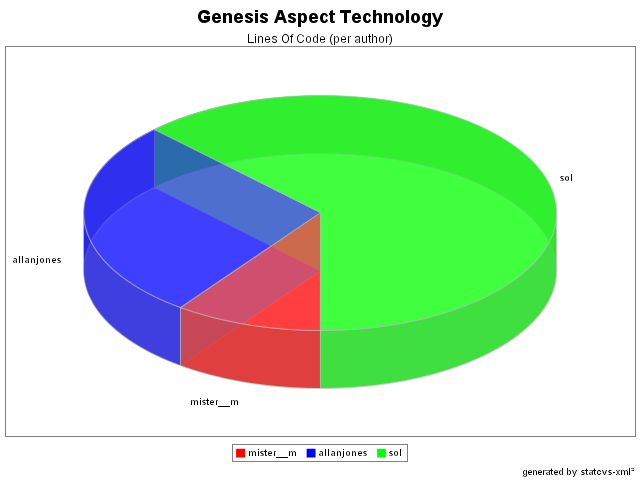 Genesis Aspect Technology
Lines Of Code (per author)
sol
allanjones
mister__m
mister__m allanjones sol
generated by statcvs-xml²